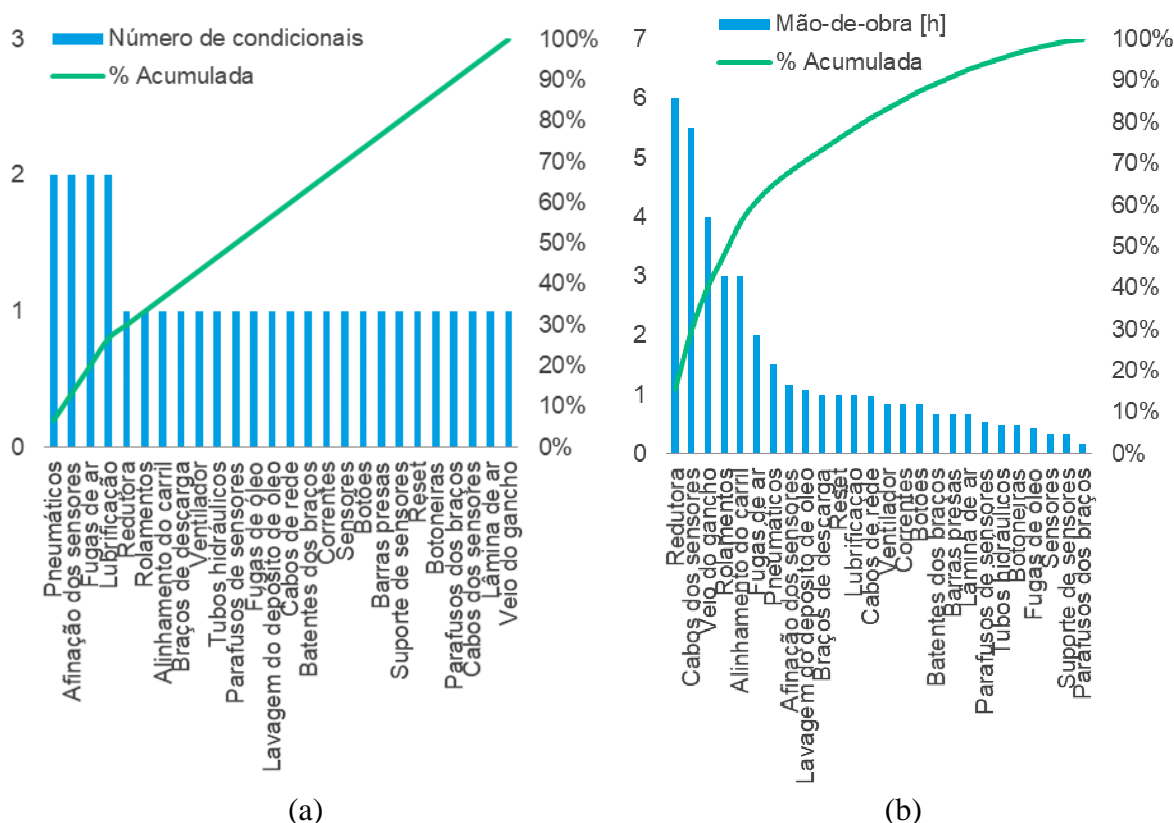 Número de condicionais
% Acumulada
3
2
1
0
100%
90%
80%
70%
60%
50%
40%
30%
20%
10%
0%
Pneumáticos
Afinação dos sensores
Fugas de ar
Lubrificação
Redutora
Rolamentos
Alinhamento do carril
Braços de descarga
Ventilador
Tubos hidráulicos
Parafusos de sensores
Fugas de óleo
Lavagem do depósito de óleo
Cabos de rede
Batentes dos braços
Correntes
Sensores
Botões
Barras presas
Suporte de sensores
Reset
Botoneiras
Parafusos dos braços
Cabos dos sensores
Lâmina de ar
Veio do gancho
(a)
Mão-de-obra [h]
% Acumulada
7
6
5
4
3
2
1
0
100%
90%
80%
70%
60%
50%
40%
30%
20%
10%
0%
Redutora
Cabos dos sensores
Veio do gancho
Rolamentos
Alinhamento do carril
Fugas de ar
Pneumáticos
Afinação dos sensores
Lavagem do depósito de óleo
Braços de descarga
Reset
Lubrificação
Cabos de rede
Ventilador
Correntes
Botões
Batentes dos braços
Barras presas
Lâmina de ar
Parafusos de sensores
Tubos hidráulicos
Botoneiras
Fugas de óleo
Sensores
Suporte de sensores
Parafusos dos braços
(b)